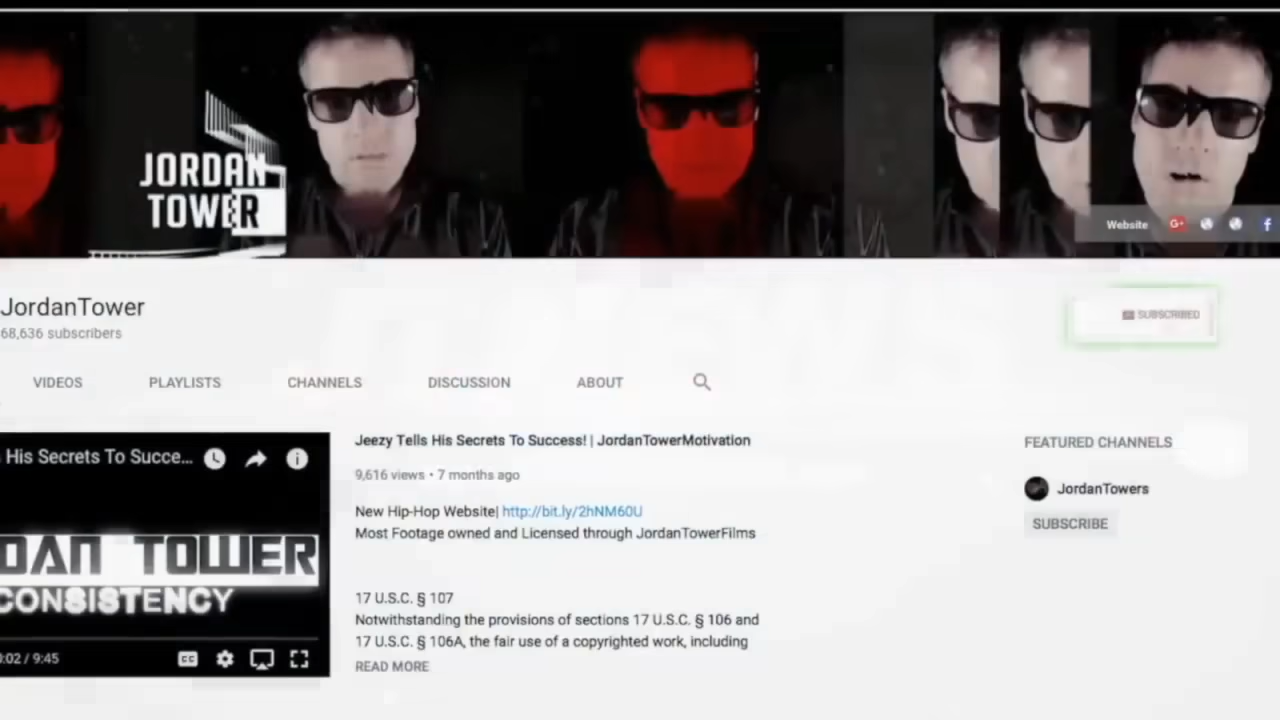 JORDAN
TOWER
Website
JordanTower
68,636 subscribers
SUBSCRIBED
VIDEOS
PLAYLISTS
CHANNELS
DISCUSSION
ABOUT
His Secrets To Succe...
DAN TOWER
CONSISTENCY
0:02 / 9:45
CC
Jeezy Tells His Secrets To Success! | JordanTowerMotivation
9,616 views • 7 months ago
New Hip-Hop Website| http://bit.ly/2hNM60U
Most Footage owned and Licensed through JordanTowerFilms
17 U.S.C. § 107
Notwithstanding the provisions of sections 17 U.S.C. § 106 and
17 U.S.C. § 106A, the fair use of a copyrighted work, including
READ MORE
FEATURED CHANNELS
JordanTowers
SUBSCRIBE